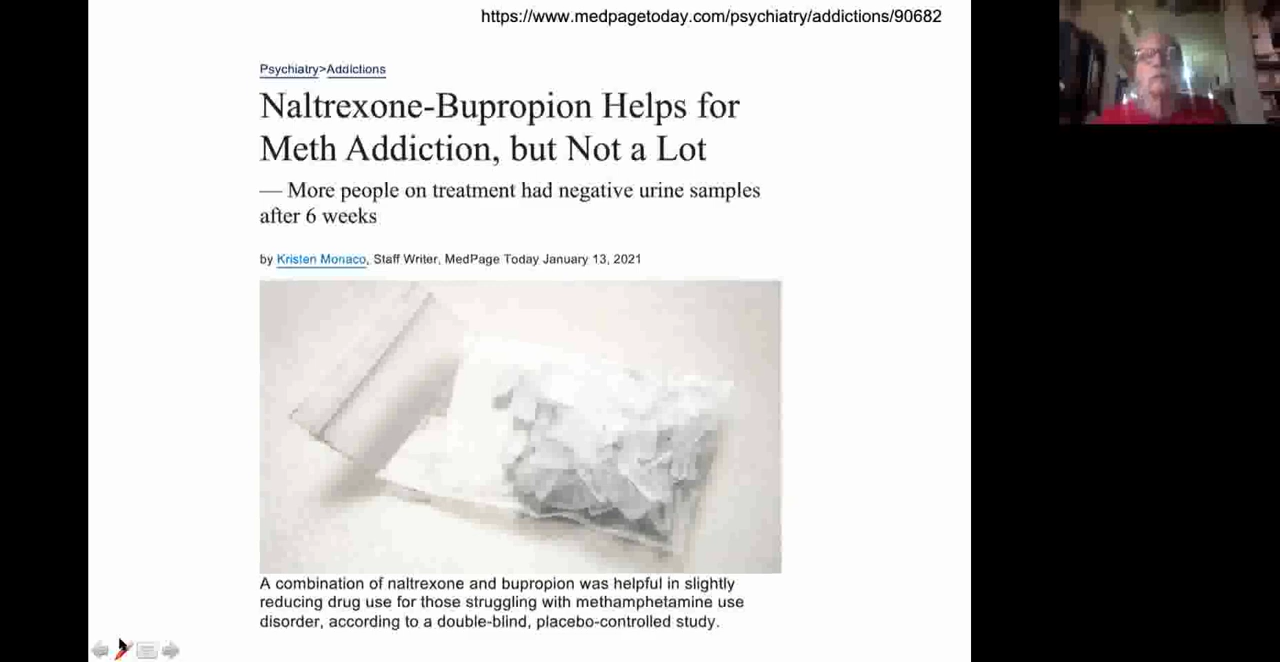 https://www.medpagetoday.com/psychiatry/addictions/90682
Psychiatry>Addictions
Naltrexone-Bupropion Helps for
Meth Addiction, but Not a Lot
— More people on treatment had negative urine samples
after 6 weeks
by Kristen Monaco, Staff Writer, MedPage Today January 13, 2021
A combination of naltrexone and bupropion was helpful in slightly
reducing drug use for those struggling with methamphetamine use
disorder, according to a double-blind, placebo-controlled study.